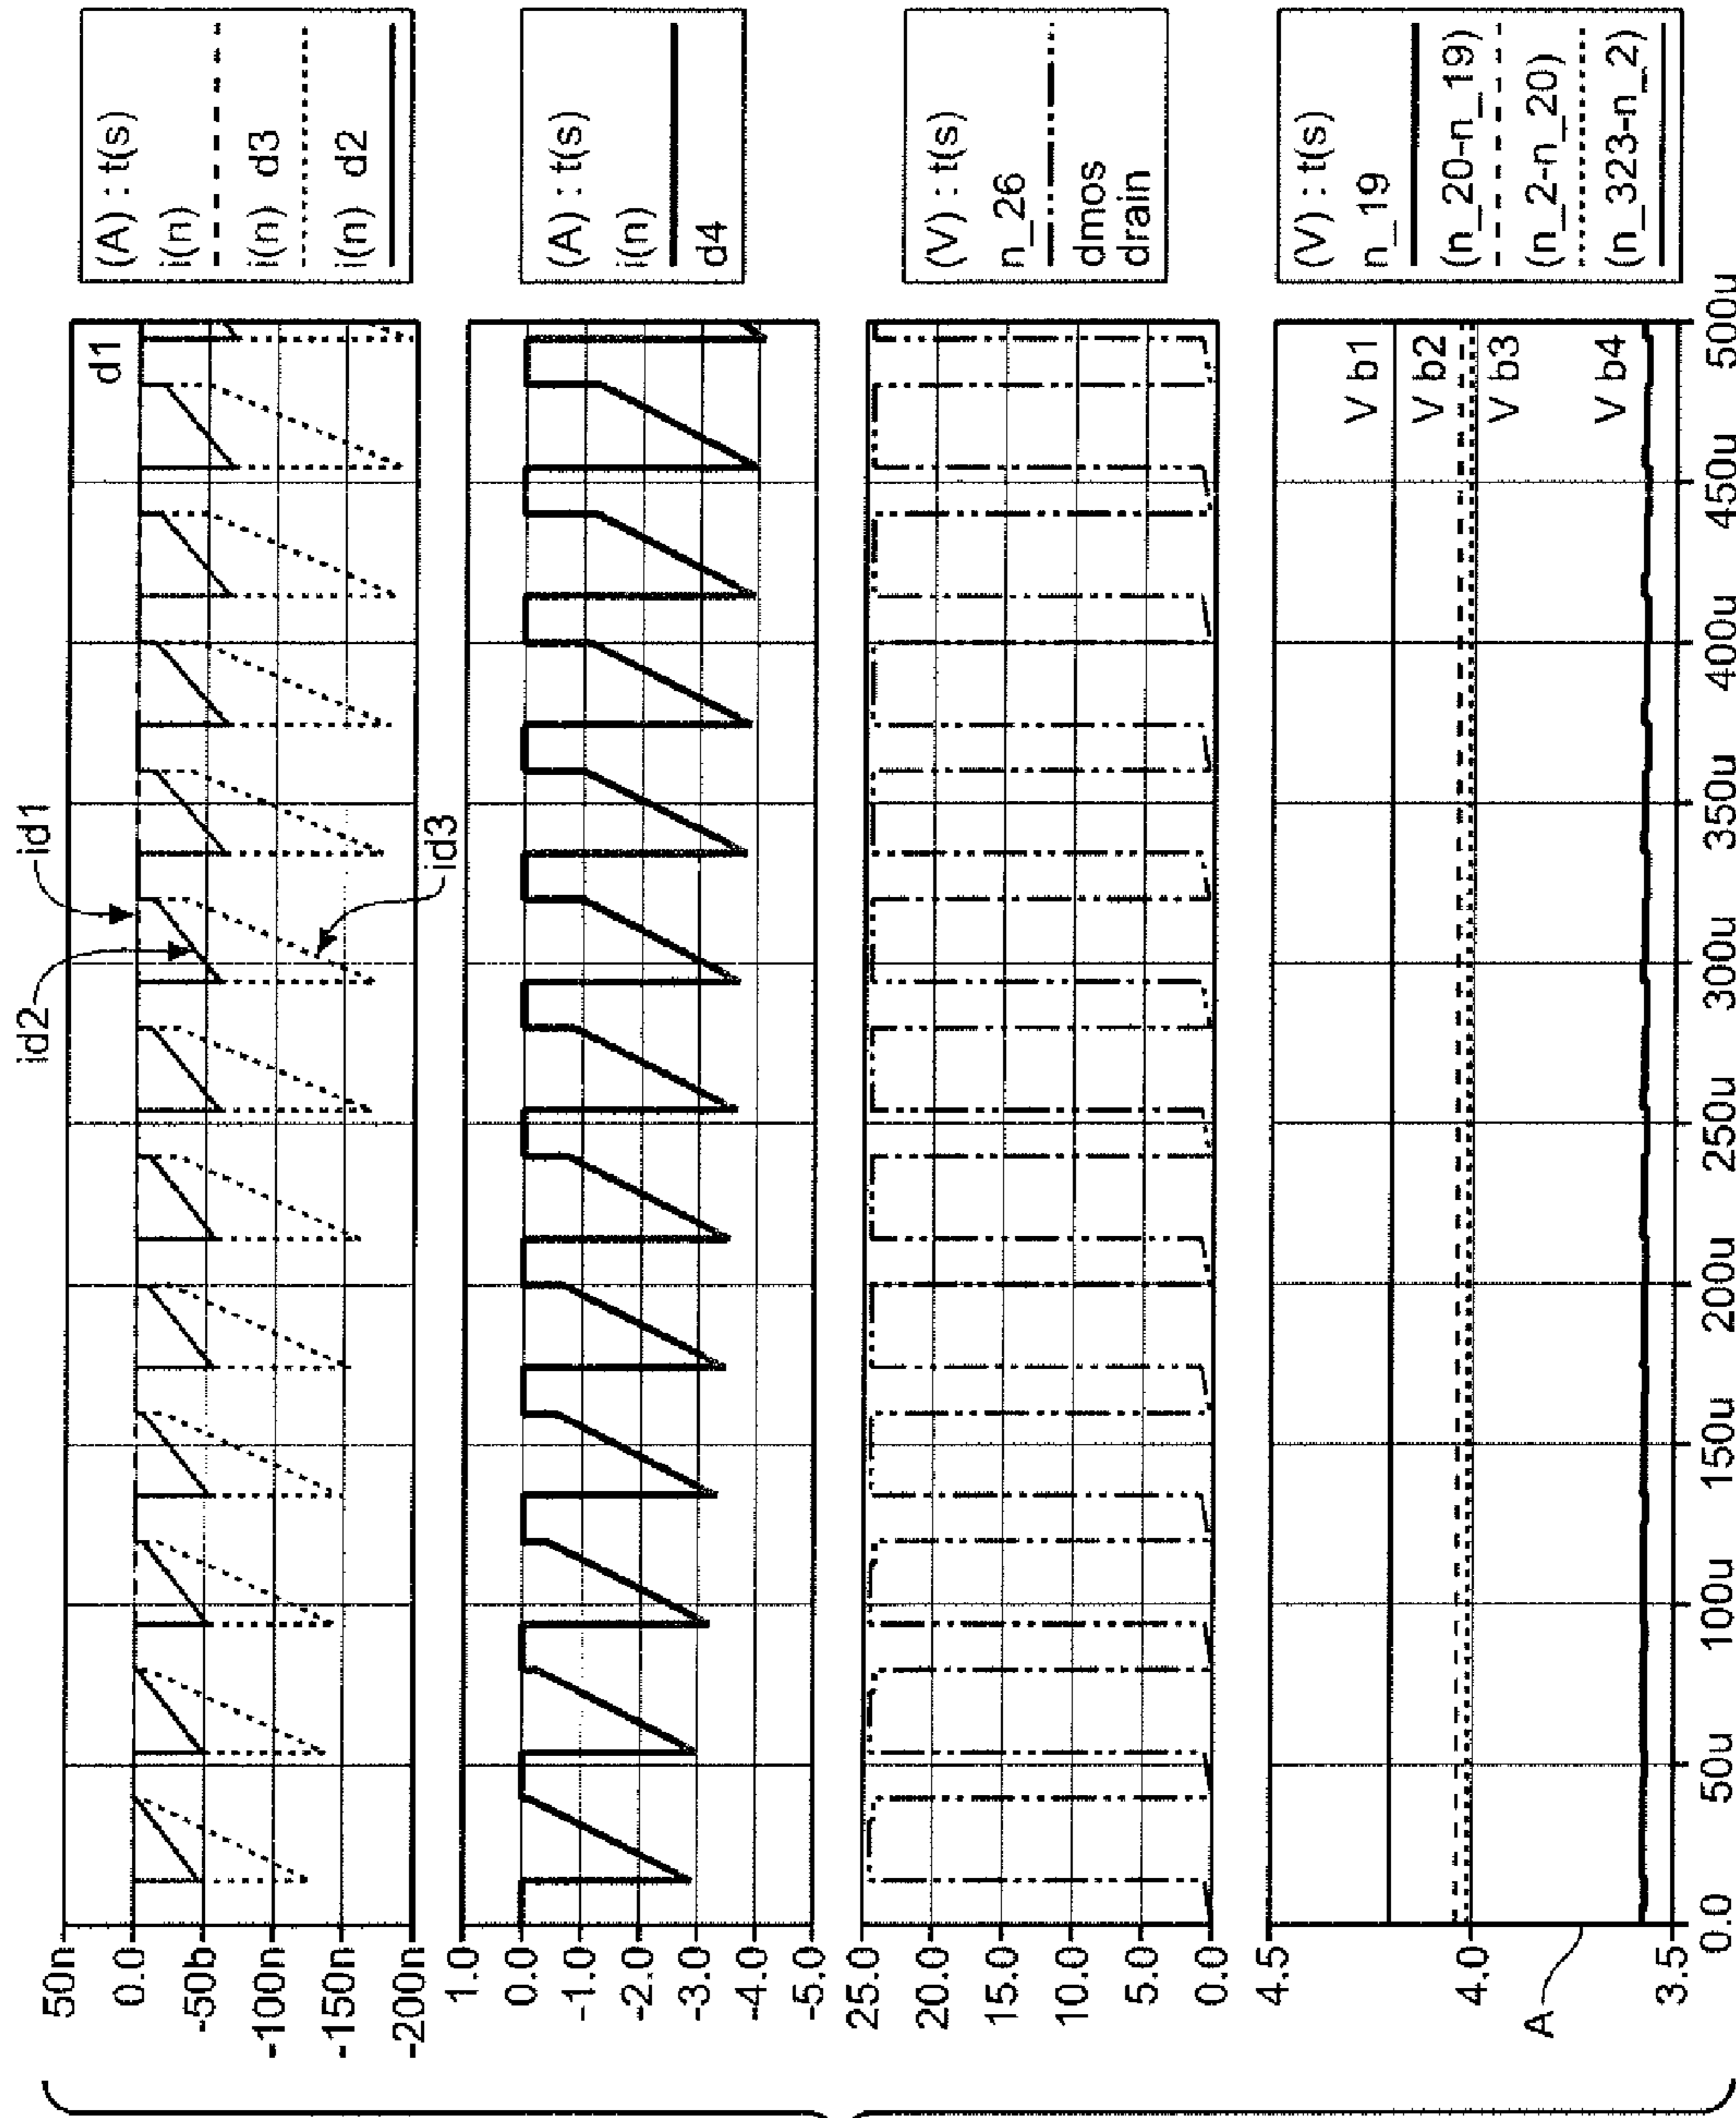 id2
id1
id3
d1
50n
0.0
-50b
-100n
-150n
-200n
(A) : t(s)
i(n)
i(n) d3
i(n) d2
1.0
0.0
-1.0
-2.0
-3.0
-4.0
-5.0
(A) : t(s)
i(n)
d4
25.0
20.0
15.0
10.0
5.0
0.0
(V) : t(s)
n_26
dmos
drain
4.5
4.0
3.5
A
V b1
V b2
V b3
V b4
(V) : t(s)
n_19
(n_20-n_19)
(n_2-n_20)
(n_323-n_2)
0.0 50u 100u 150u 200u 250u 300u 350u 400u 450u 500u